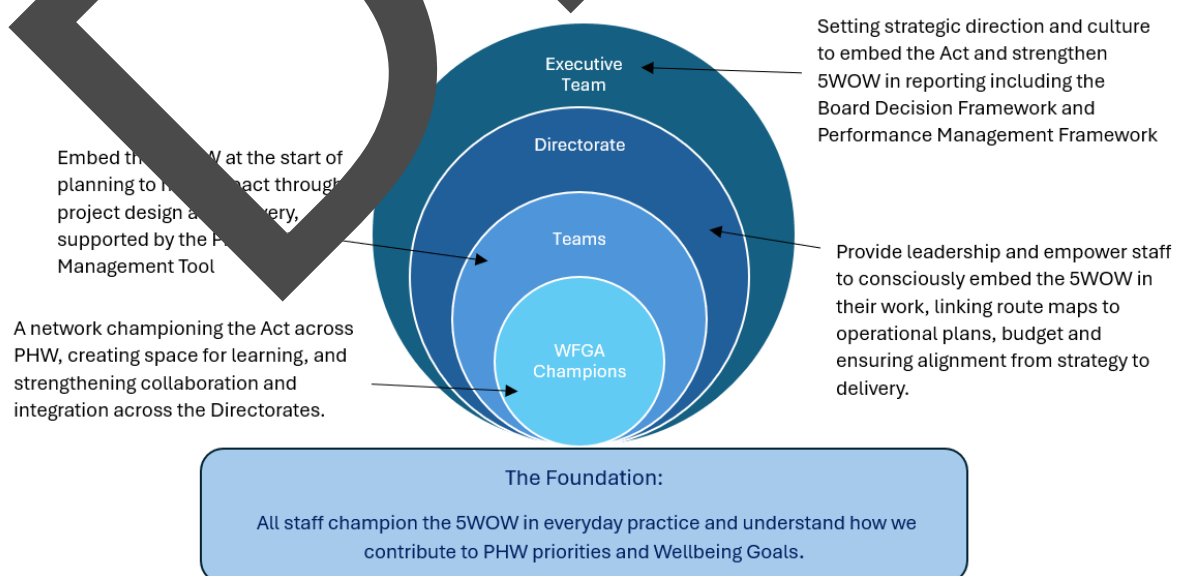 Setting strategic direction and culture
to embed the Act and strengthen
5WOW in reporting including the
Board Decision Framework and
Performance Management Framework
Executive
Team
Directorate
Embed at the start of
planning to through
project design
supported by the
Management Tool
Teams
Provide leadership and empower staff
to consciously embed the 5WOW in
their work, linking route maps to
operational plans, budget and
ensuring alignment from strategy to
delivery.
A network championing the Act across
PHW, creating space for learning, and
strengthening collaboration and
integration across the Directorates.
WFGA
Champions
The Foundation:
All staff champion the 5WOW in everyday practice and understand how we
contribute to PHW priorities and Wellbeing Goals.